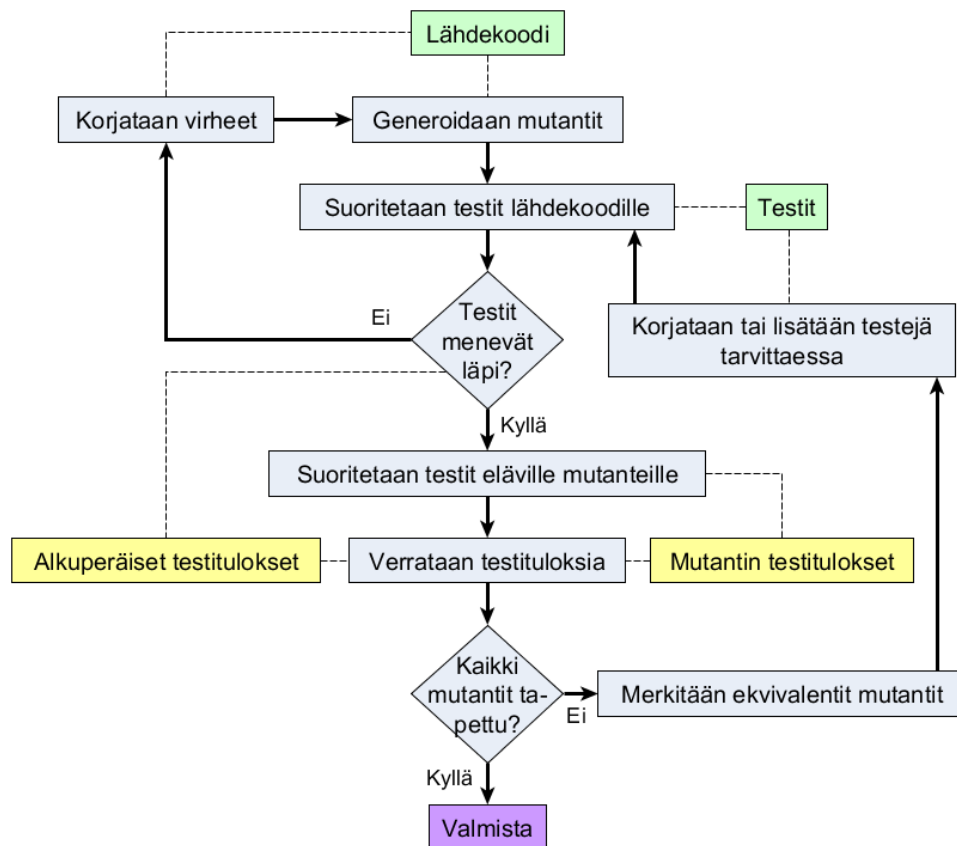 Lähdekoodi
Korjataan virheet
Generoidaan mutantit
Suoritetaan testit lähdekoodille
Testit
Testit
menevät
läpi?
Ei
Korjataan tai lisätään testejä
tarvittaessa
Kyllä
Suoritetaan testit eläville mutanteille
Alkuperäiset testitulokset
Verrataan testituloksia
Mutantin testitulokset
Kaikki
mutantit ta-
pettu?
Ei
Merkitään ekvivalentit mutantit
Kyllä
Valmista